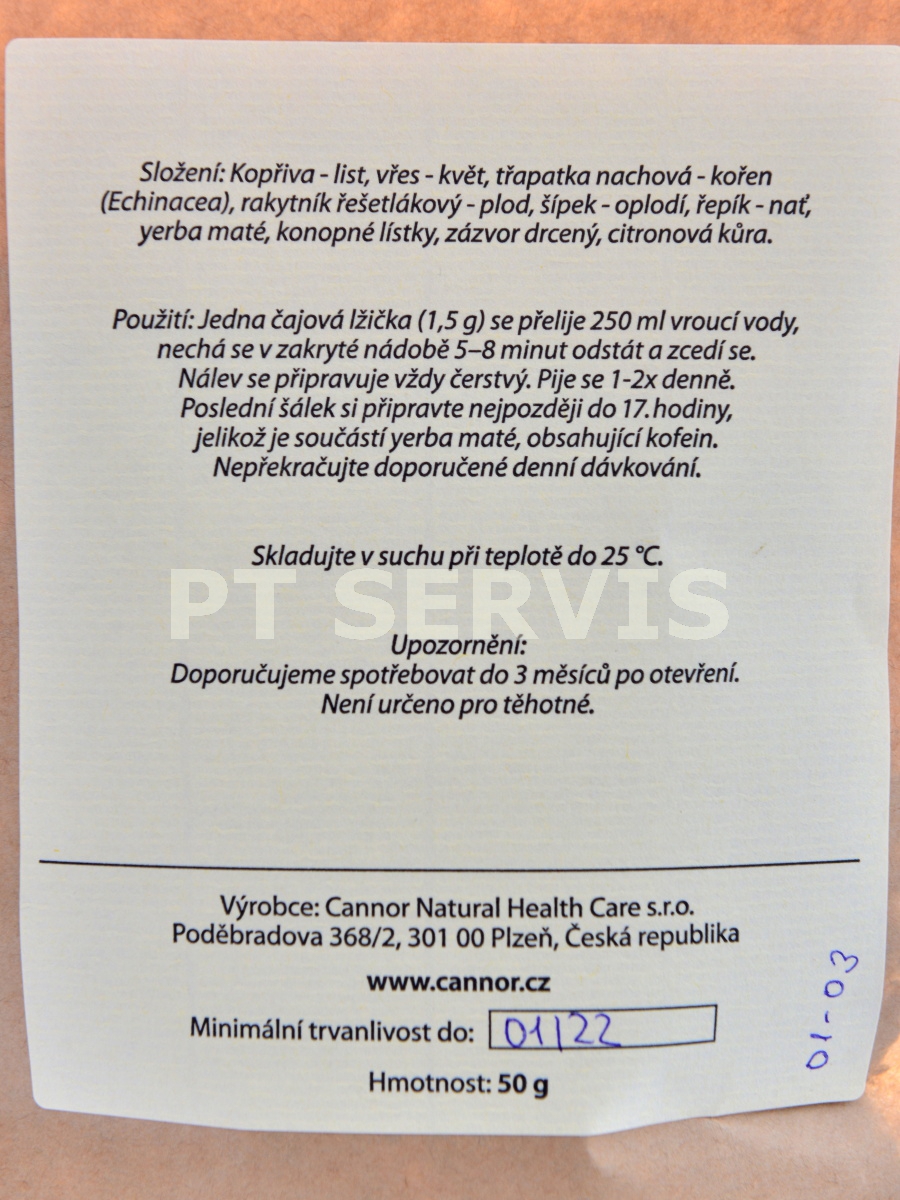 Složení: Kopřiva - list, vřes - květ, třapatka nachová - kořen
(Echinacea), rakytník řešetlákový - plod, šípek - oplodí, řepík - nať,
yerba maté, konopné lístky, zázvor drcený, citronová kůra.
Použití: Jedna čajová lžička (1,5 g) se přelije 250 ml vroucí vody,
nechá se v zakryté nádobě 5–8 minut odstát a zcedí se.
Nálev se připravuje vždy čerstvý. Pije se 1-2x denně.
Poslední šálek si připravte nejpozději do 17. hodiny,
jelikož je součástí yerba maté, obsahující kofein.
Nepřekračujte doporučené denní dávkování.
Skladujte v suchu při teplotě do 25 °C.
PT SERVIS
Upozornění:
Doporučujeme spotřebovat do 3 měsíců po otevření.
Není určeno pro těhotné.
Výrobce: Cannor Natural Health Care s.r.o.
Poděbradova 368/2, 301 00 Plzeň, Česká republika
www.cannor.cz
Minimální trvanlivost do: 01/22
Hmotnost: 50 g
01-03